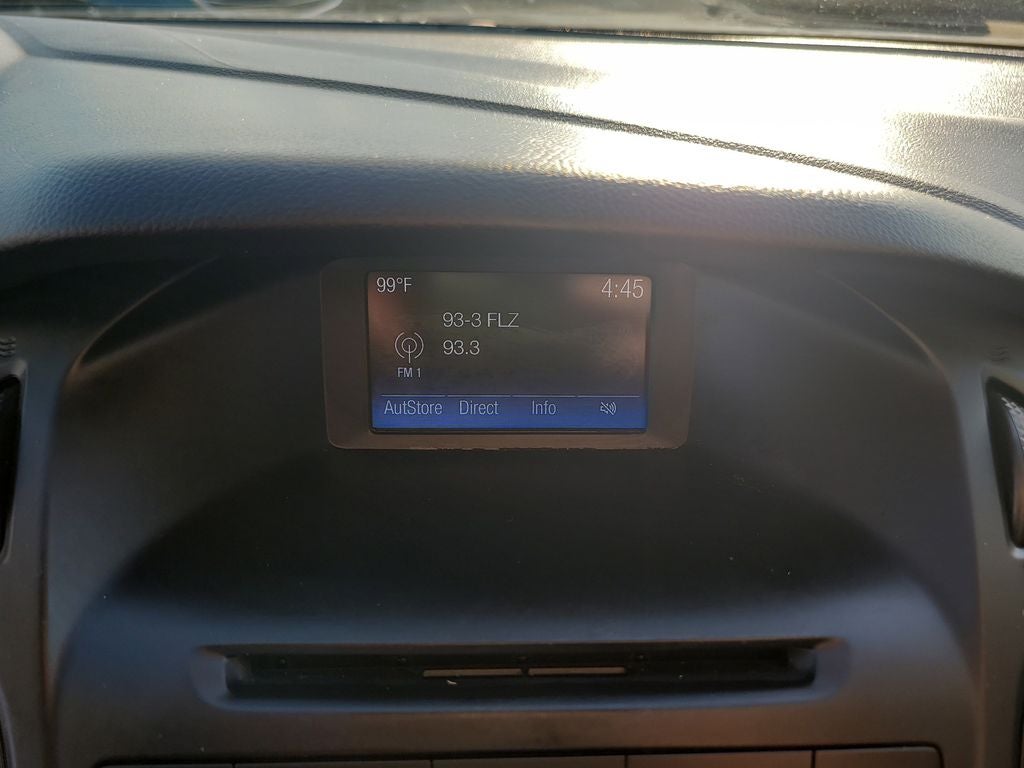 99°F 4:45
93-3 FLZ
93.3
FM 1
AutStore Direct Info